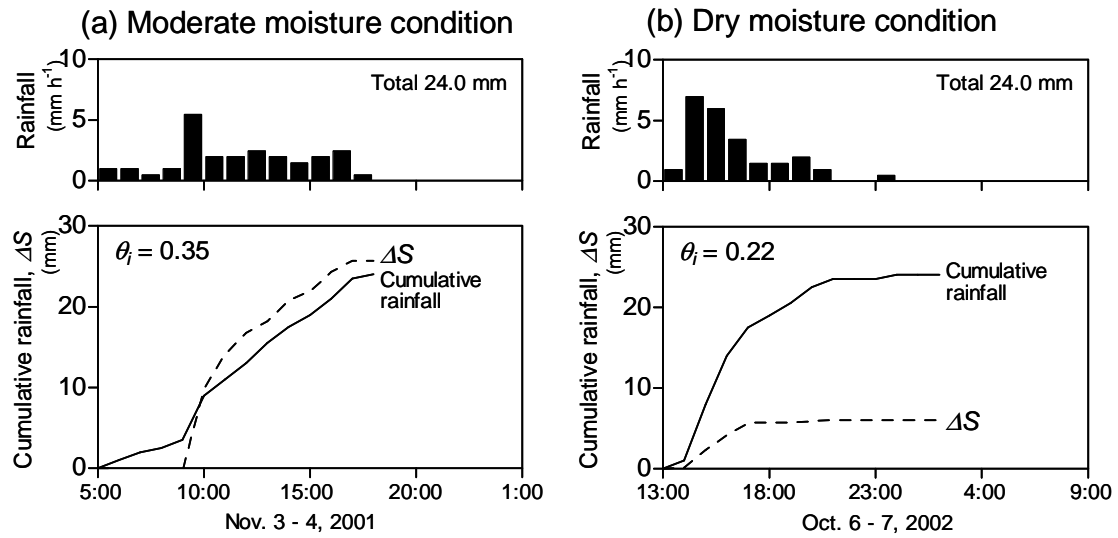 (a) Moderate moisture condition
Rainfall
(mm h⁻¹)
10
5
0
Total 24.0 mm
Cumulative rainfall, ΔS
(mm)
30
20
10
0
θi = 0.35
ΔS
Cumulative
rainfall
5:00 10:00 15:00 20:00 1:00
Nov. 3 - 4, 2001
(b) Dry moisture condition
Rainfall
(mm h⁻¹)
10
5
0
Total 24.0 mm
Cumulative rainfall, ΔS
(mm)
30
20
10
0
θi = 0.22
Cumulative
rainfall
ΔS
13:00 18:00 23:00 4:00 9:00
Oct. 6 - 7, 2002